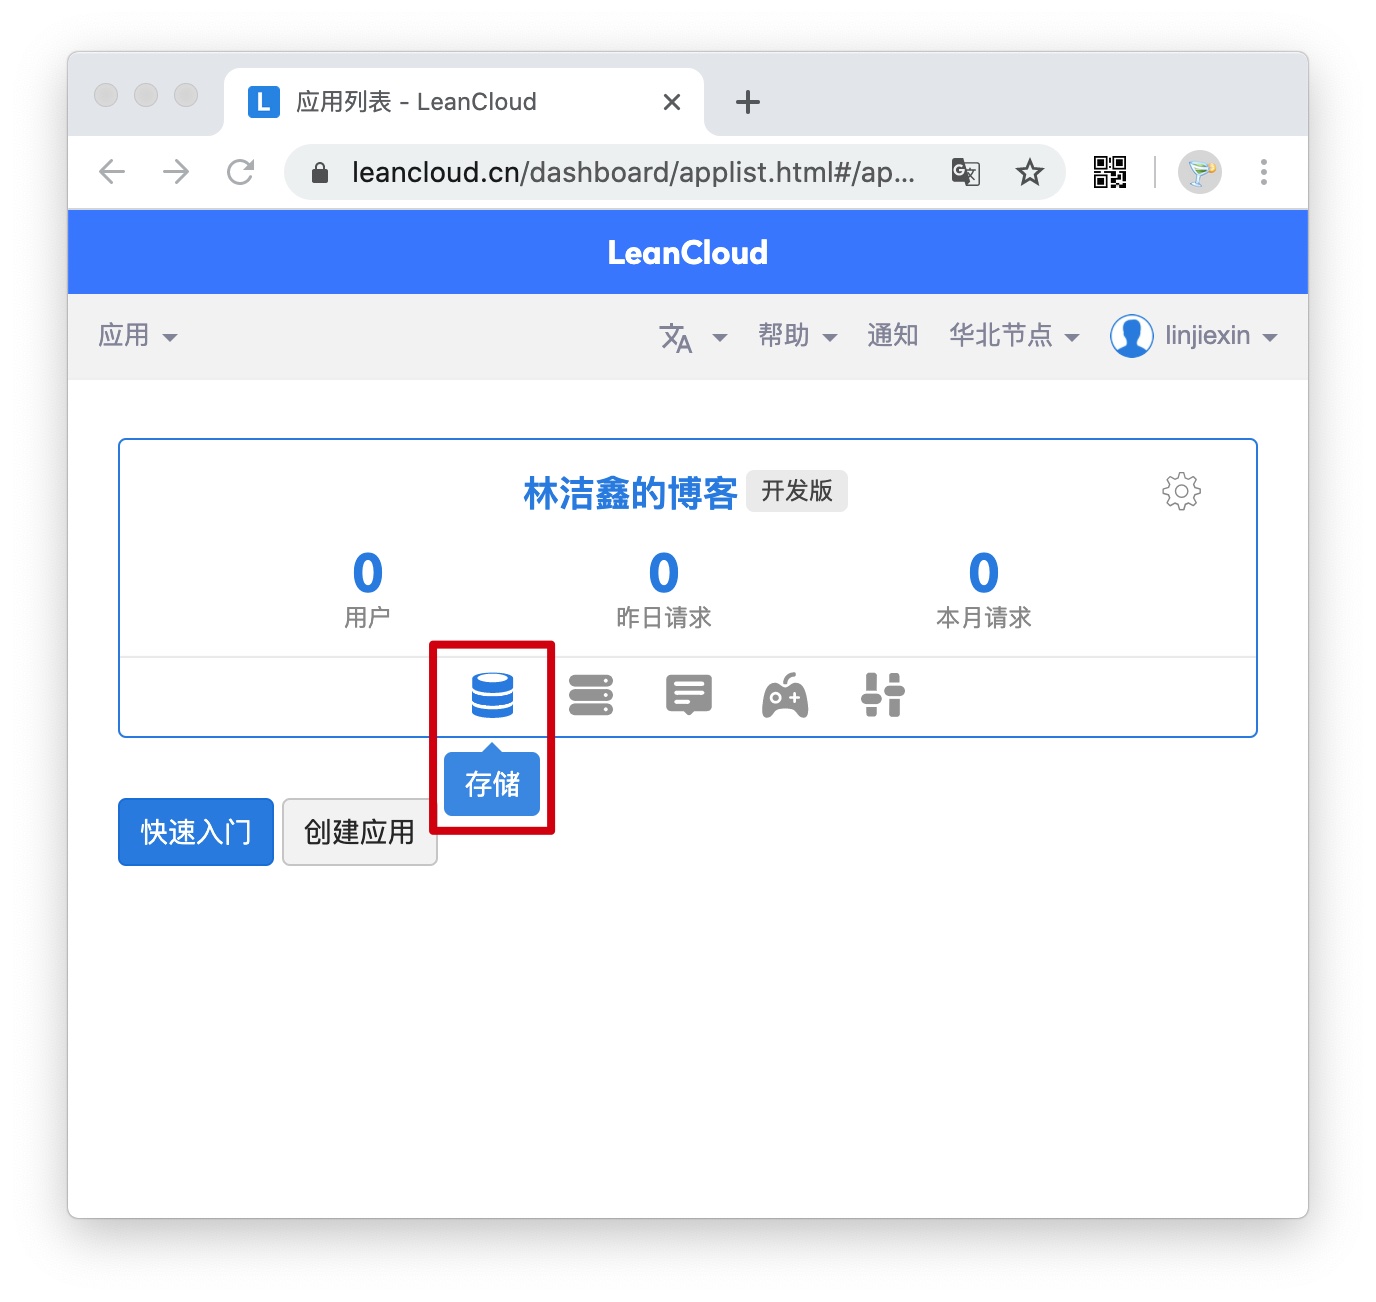 L 应用列表 - LeanCloud
leancloud.cn/dashboard/applist.html#/ap...
LeanCloud
应用 帮助 通知 华北节点 linjiexin
林洁鑫的博客 开发版
0 0 0
用户 昨日请求 本月请求
存储
快速入门 创建应用